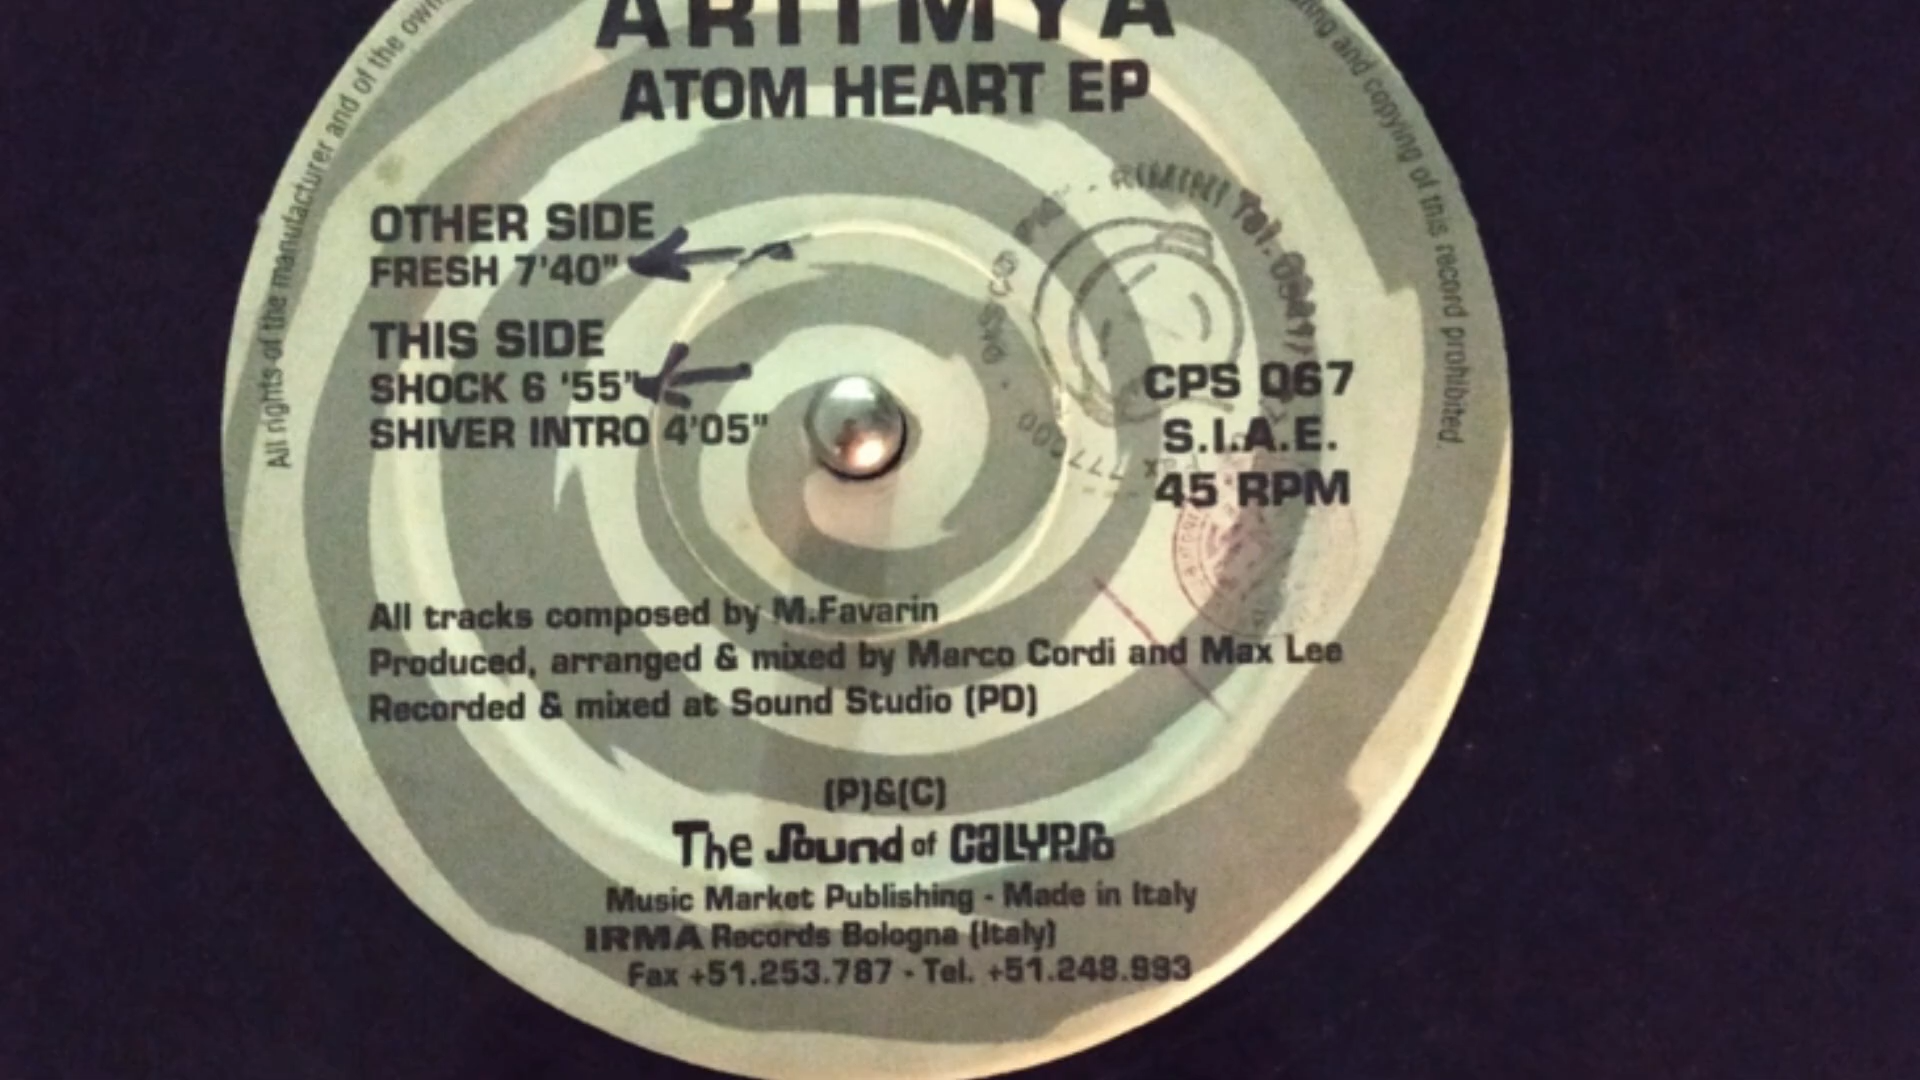 ARITMYA
ATOM HEART EP
OTHER SIDE
FRESH 7'40"
THIS SIDE
SHOCK 6 '55"
SHIVER INTRO 4'05"
CPS 067
S.I.A.E.
45 RPM
All tracks composed by M.Favarin
Produced, arranged & mixed by Marco Cordi and Max Lee
Recorded & mixed at Sound Studio (PD)
(P)&(C)
The Sound of CALYPSO
Music Market Publishing - Made in Italy
IRMA Records Bologna (Italy)
Fax +51.253.787 - Tel. +51.248.993
All rights of the manufacturer and of the own
and copying of this record prohibited.
Tel.
777000